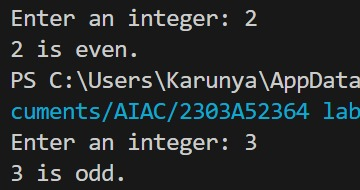 Enter an integer: 2
2 is even.
PS C:\Users\Karunya\AppData
cuments/AIAC/2303A52364 lab
Enter an integer: 3
3 is odd.